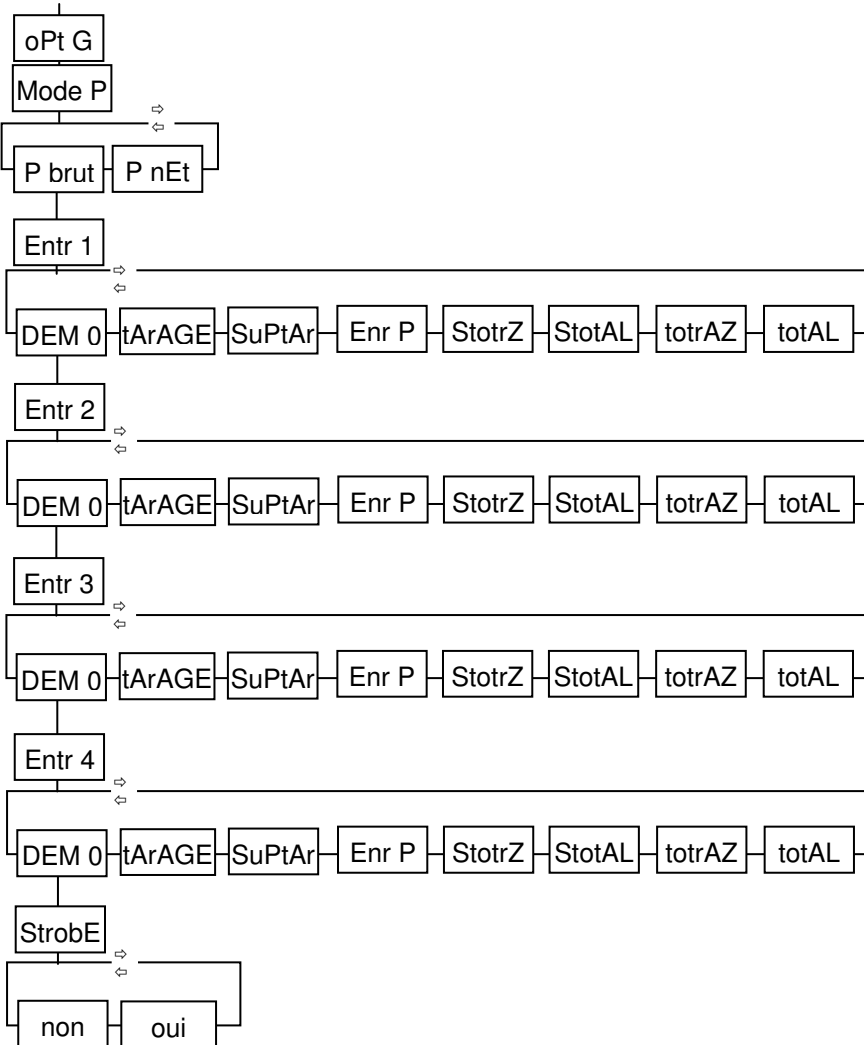 oPt G
Mode P
⇨
⇦
P brut P nEt
Entr 1
⇨
⇦
DEM 0 tArAGE SuPtAr Enr P StotrZ StotAL totrAZ totAL
Entr 2
⇨
⇦
DEM 0 tArAGE SuPtAr Enr P StotrZ StotAL totrAZ totAL
Entr 3
⇨
⇦
DEM 0 tArAGE SuPtAr Enr P StotrZ StotAL totrAZ totAL
Entr 4
⇨
⇦
DEM 0 tArAGE SuPtAr Enr P StotrZ StotAL totrAZ totAL
StrobE
⇨
⇦
non oui